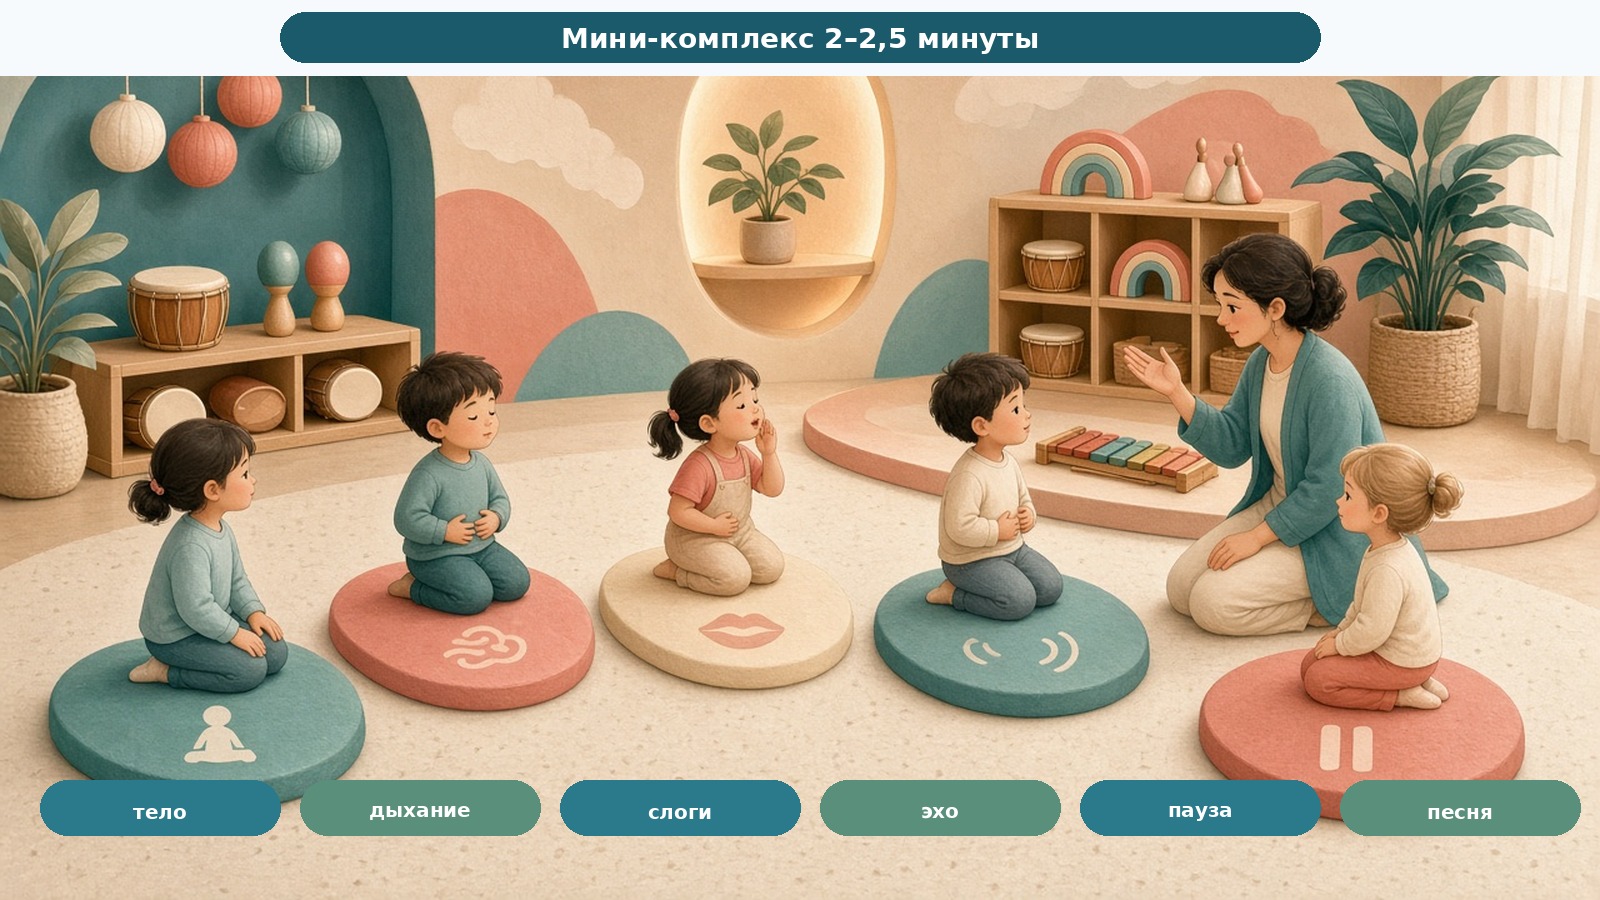 Мини-комплекс 2–2,5 минуты
тело
дыхание
слоги
эхо
пауза
песня